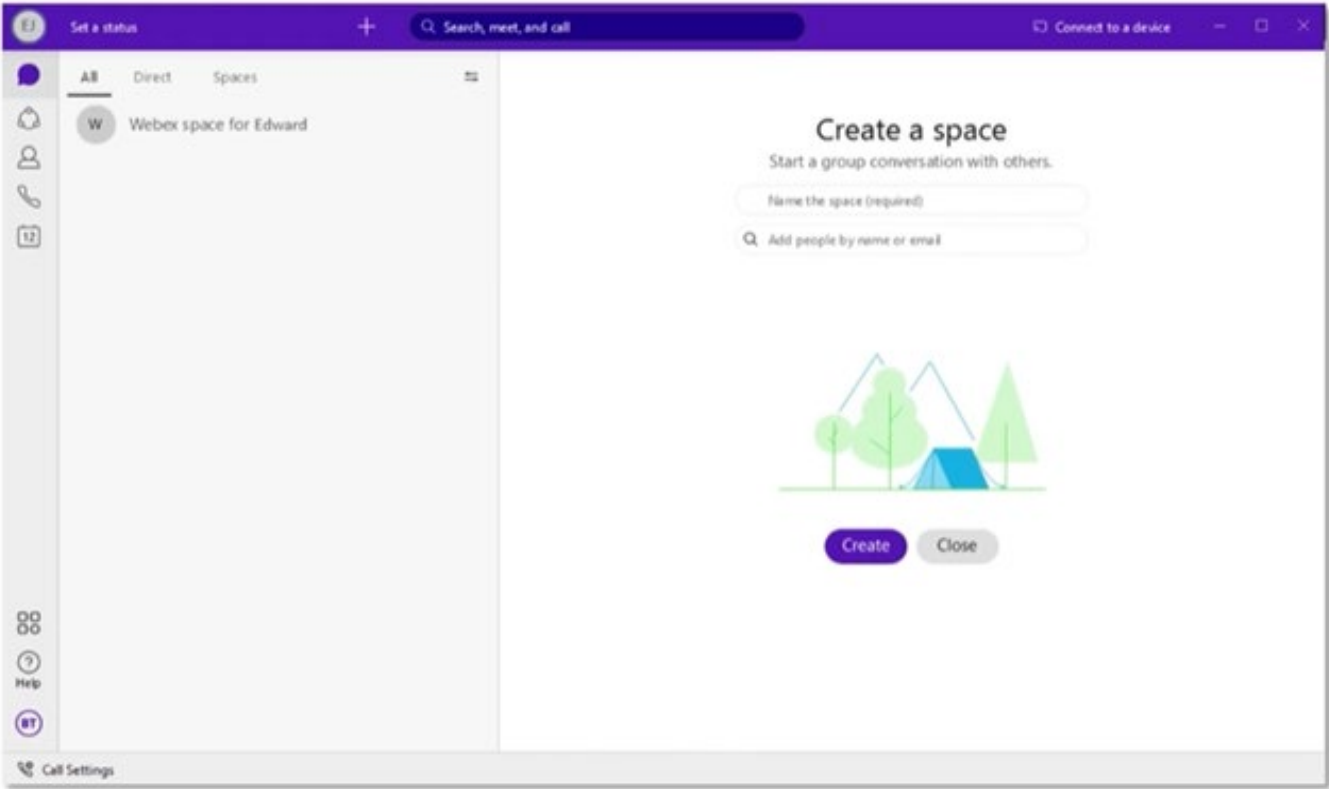 EJ Set a status + Search, meet, and call Connect to a device
All Direct Spaces
W Webex space for Edward
12
Create a space
Start a group conversation with others.
Name the space (required)
Add people by name or email
Create Close
? Help
BT
Call Settings